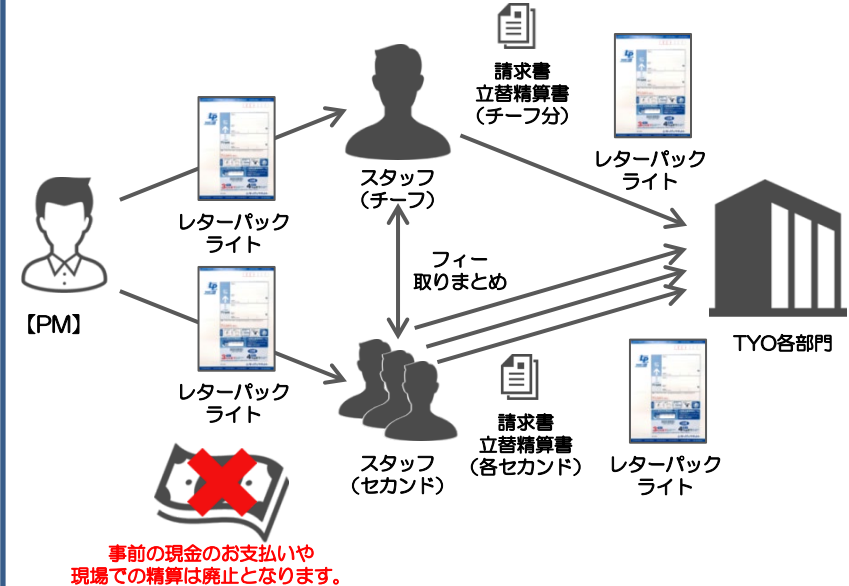 請求書
立替精算書
（チーフ分）
レターパック
ライト
スタッフ
（チーフ）
レターパック
ライト
フィー
取りまとめ
【PM】
TYO各部門
レターパック
ライト
請求書
立替精算書
（各セカンド）
スタッフ
（セカンド）
レターパック
ライト
事前の現金のお支払いや
現場での精算は廃止となります。